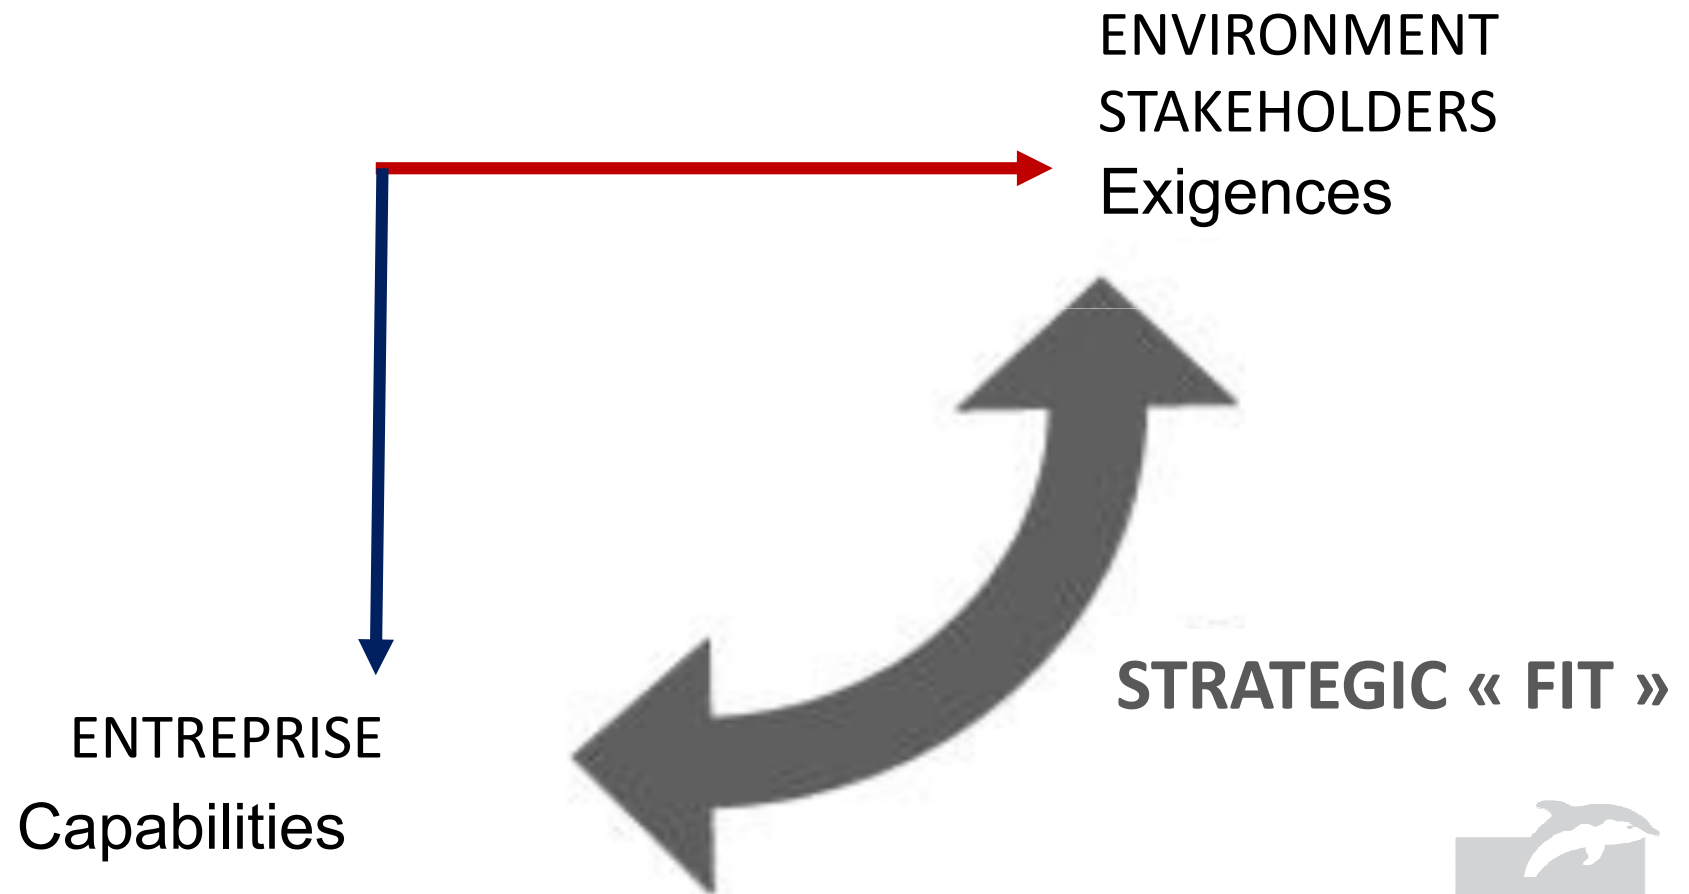 ENVIRONMENT
STAKEHOLDERS
Exigences
STRATEGIC « FIT »
ENTREPRISE
Capabilities